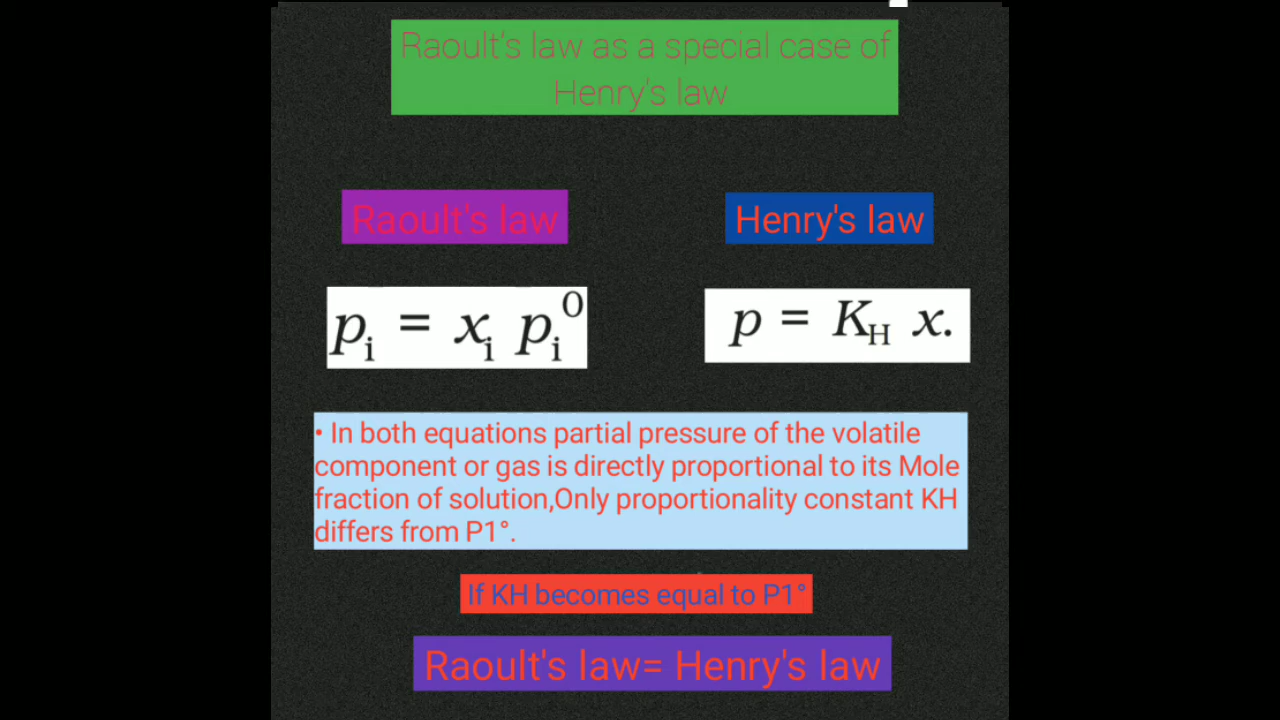 Raoult's law as a special case of
Henry's law
Raoult's law
Henry's law
pᵢ = xᵢ pᵢ⁰
p = K_H x.
• In both equations partial pressure of the volatile
component or gas is directly proportional to its Mole
fraction of solution,Only proportionality constant KH
differs from P1°.
If KH becomes equal to P1°
Raoult's law= Henry's law